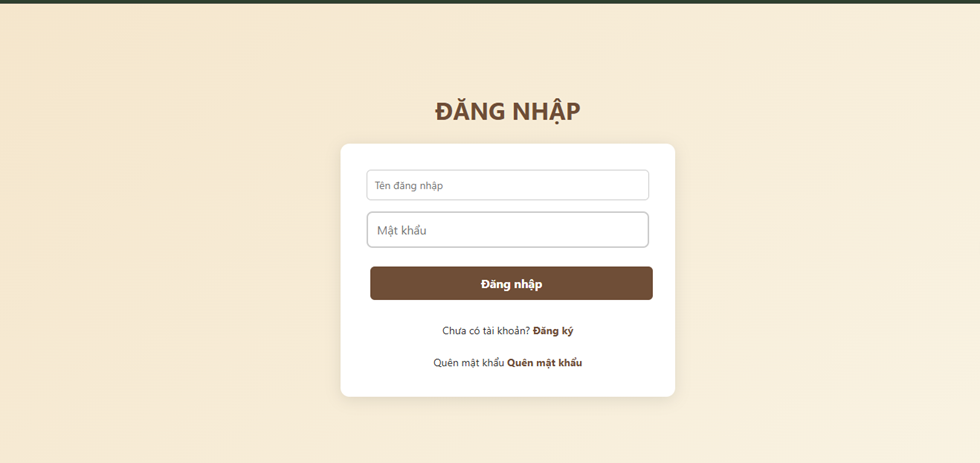 ĐĂNG NHẬP
Tên đăng nhập
Mật khẩu
Đăng nhập
Chưa có tài khoản? Đăng ký
Quên mật khẩu Quên mật khẩu